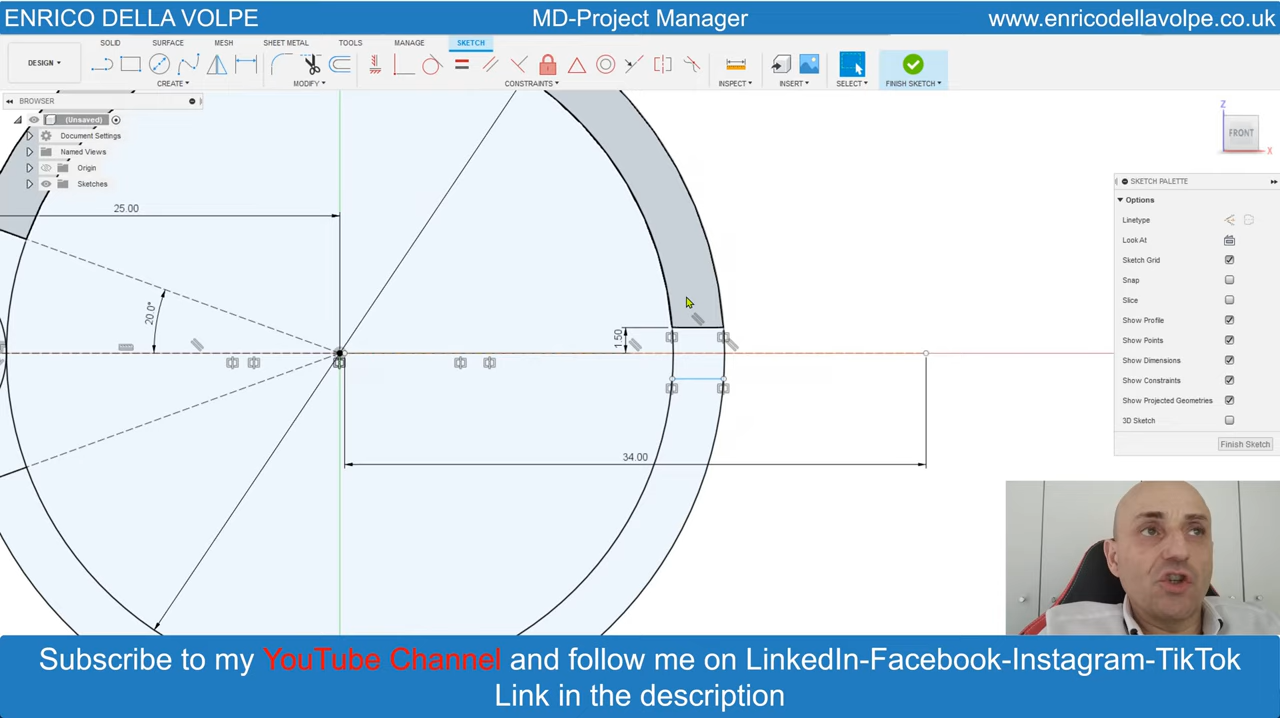 ENRICO DELLA VOLPE MD-Project Manager www.enricodellavolpe.co.uk
SOLID SURFACE MESH SHEET METAL TOOLS MANAGE SKETCH
DESIGN
CREATE MODIFY CONSTRAINTS INSPECT INSERT SELECT FINISH SKETCH
BROWSER
(Unsaved)
Document Settings
Named Views
Origin
Sketches
Z
FRONT
X
SKETCH PALETTE
Options
Linetype
Look At
Sketch Grid
Snap
Slice
Show Profile
Show Points
Show Dimensions
Show Constraints
Show Projected Geometries
3D Sketch
Finish Sketch
25.00
20.0°
1.50
34.00
Subscribe to my YouTube Channel and follow me on LinkedIn-Facebook-Instagram-TikTok
Link in the description